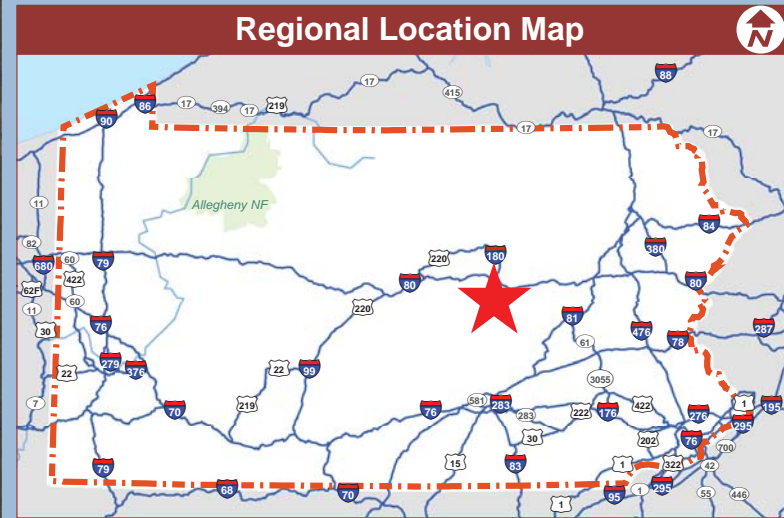 Regional Location Map
N
88
86 17 394 17 219 17 415
90 17 17
11
Allegheny NF
84
82 220 180 380
680 60 79
422 80 80
62F 60 220
11 76 81 476 287
30 61 78
279 376 22 99
22 3055
7 70 219 76 581 283 283 222 176 422 276 1 195
295
30 202 76 700
79 15 83 1 322 42
68 70 1 95 1 295 55 446